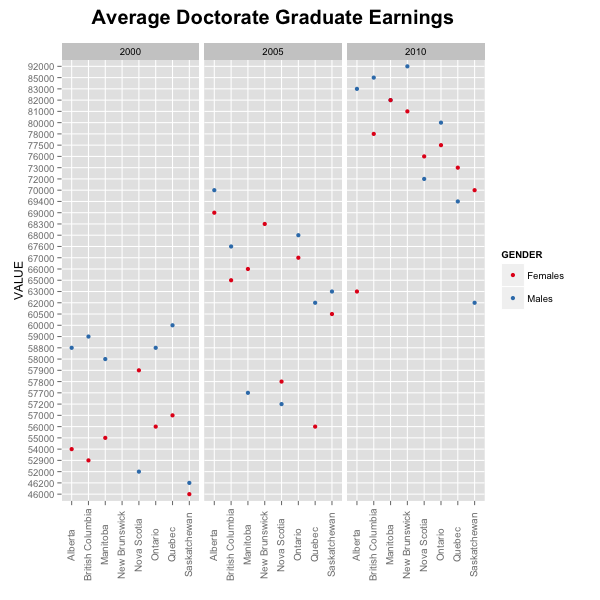 Average Doctorate Graduate Earnings
2000 2005 2010
VALUE
92000
85000
83000
82000
81000
80000
78000
77500
76000
73000
72000
70000
69400
69000
68300
68000
67600
67000
66000
65000
63000
62000
60500
60000
59000
58800
58000
57900
57800
57700
57200
57000
56000
55000
54000
52900
52000
46200
46000
Alberta
British Columbia
Manitoba
New Brunswick
Nova Scotia
Ontario
Quebec
Saskatchewan
Alberta
British Columbia
Manitoba
New Brunswick
Nova Scotia
Ontario
Quebec
Saskatchewan
Alberta
British Columbia
Manitoba
New Brunswick
Nova Scotia
Ontario
Quebec
Saskatchewan
GENDER
Females
Males